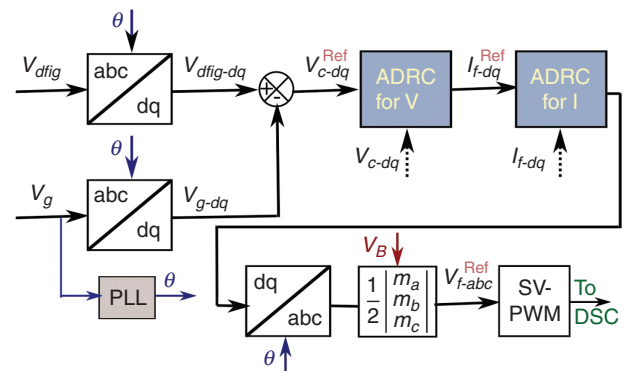 θ
V_dfig
abc
dq
V_dfig-dq
+
-
V_c-dq^Ref
ADRC
for V
I_f-dq^Ref
ADRC
for I
V_c-dq
I_f-dq
θ
V_g
abc
dq
V_g-dq
PLL
θ
dq
abc
θ
V_B
1/2
m_a
m_b
m_c
V_f-abc^Ref
SV-
PWM
To
DSC